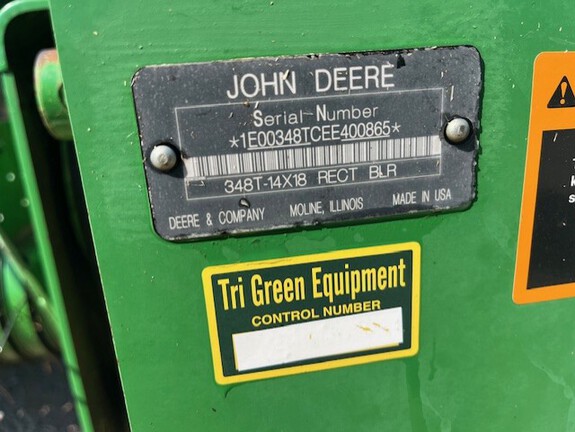 JOHN DEERE
Serial-Number
*1E00348TCEE400865*
348T-14X18 RECT BLR
DEERE & COMPANY MOLINE, ILLINOIS MADE IN USA
Tri Green Equipment
CONTROL NUMBER